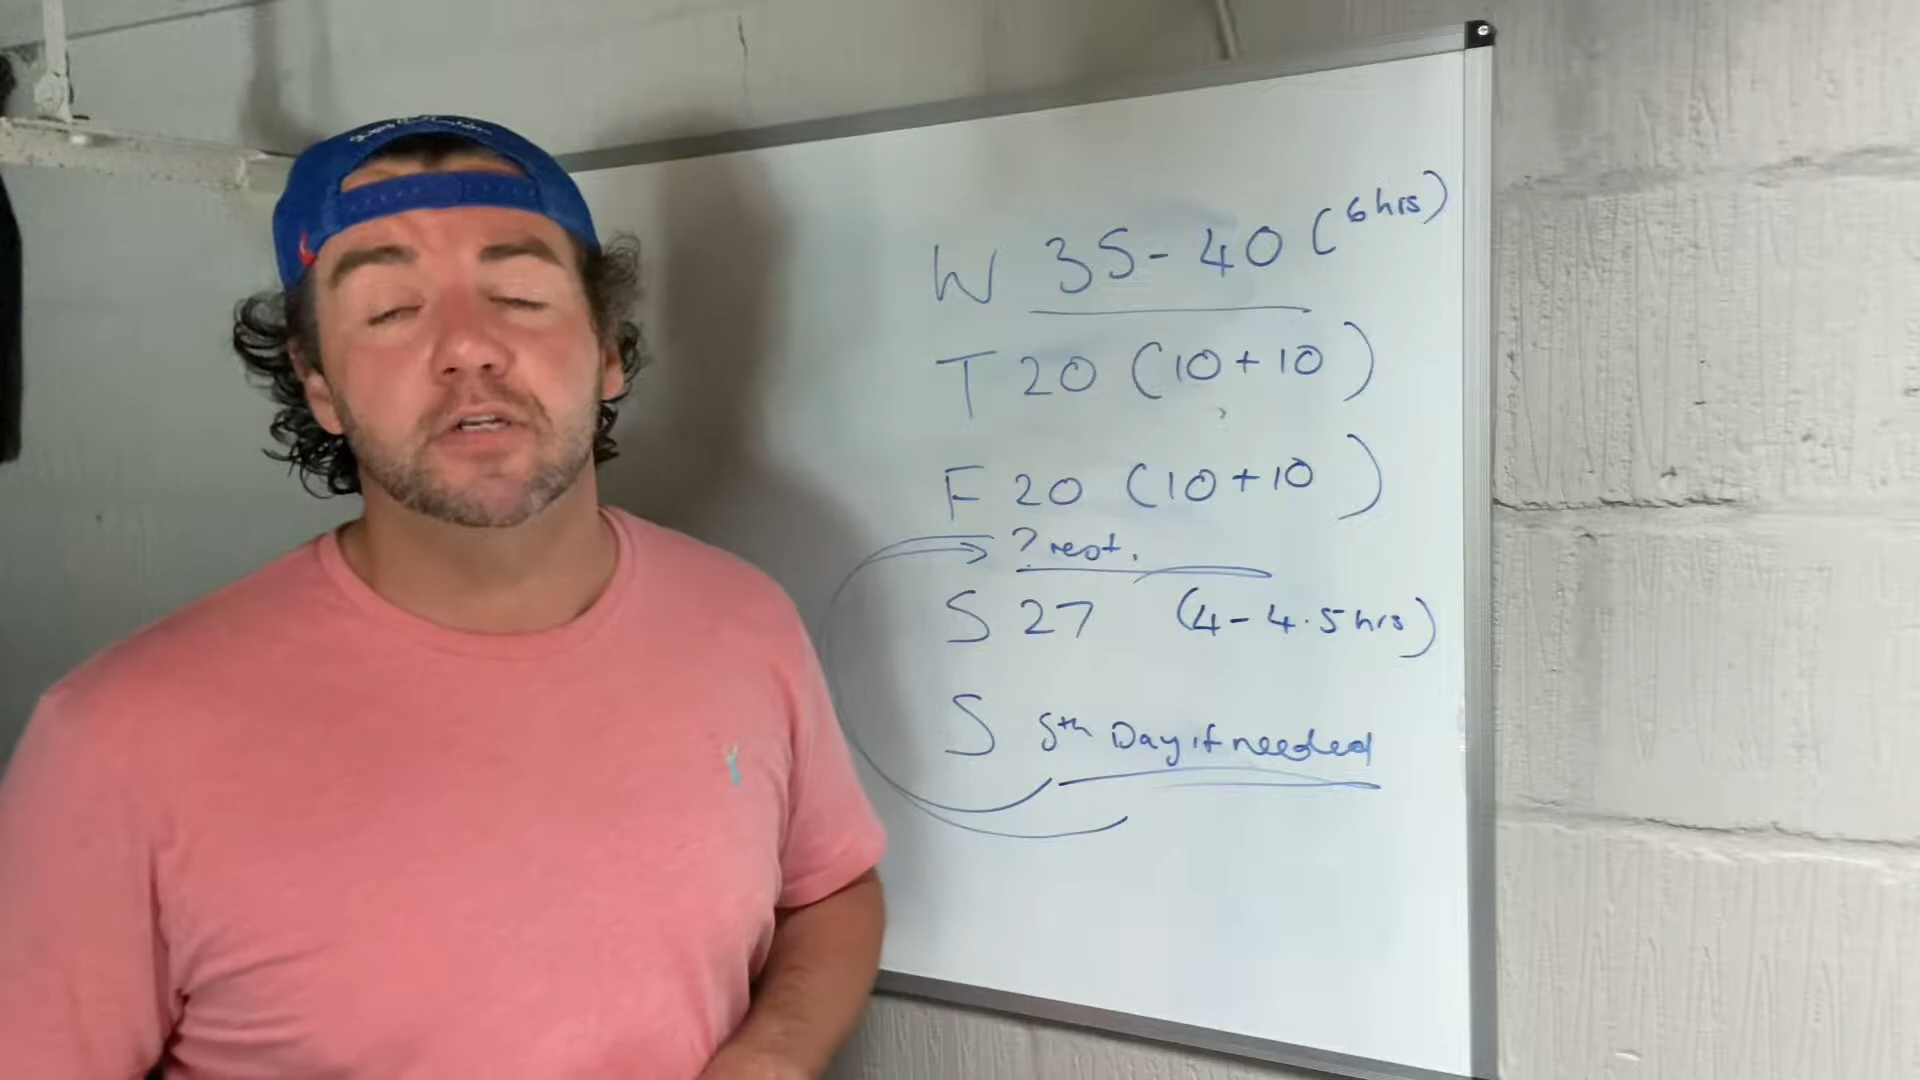 W 35-40 (6hrs)
T 20 (10+10)
F 20 (10+10)
? rest.
S 27 (4-4.5hrs)
S 5th Day if needed